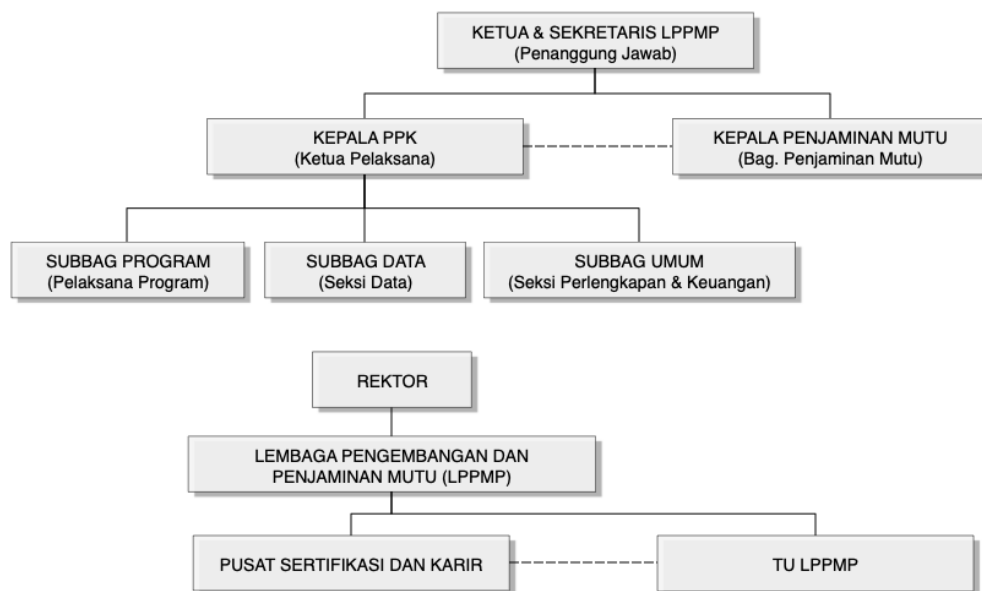 KETUA & SEKRETARIS LPPMP
(Penanggung Jawab)
KEPALA PPK
(Ketua Pelaksana)
KEPALA PENJAMINAN MUTU
(Bag. Penjaminan Mutu)
SUBBAG PROGRAM
(Pelaksana Program)
SUBBAG DATA
(Seksi Data)
SUBBAG UMUM
(Seksi Perlengkapan & Keuangan)
REKTOR
LEMBAGA PENGEMBANGAN DAN
PENJAMINAN MUTU (LPPMP)
PUSAT SERTIFIKASI DAN KARIR
TU LPPMP